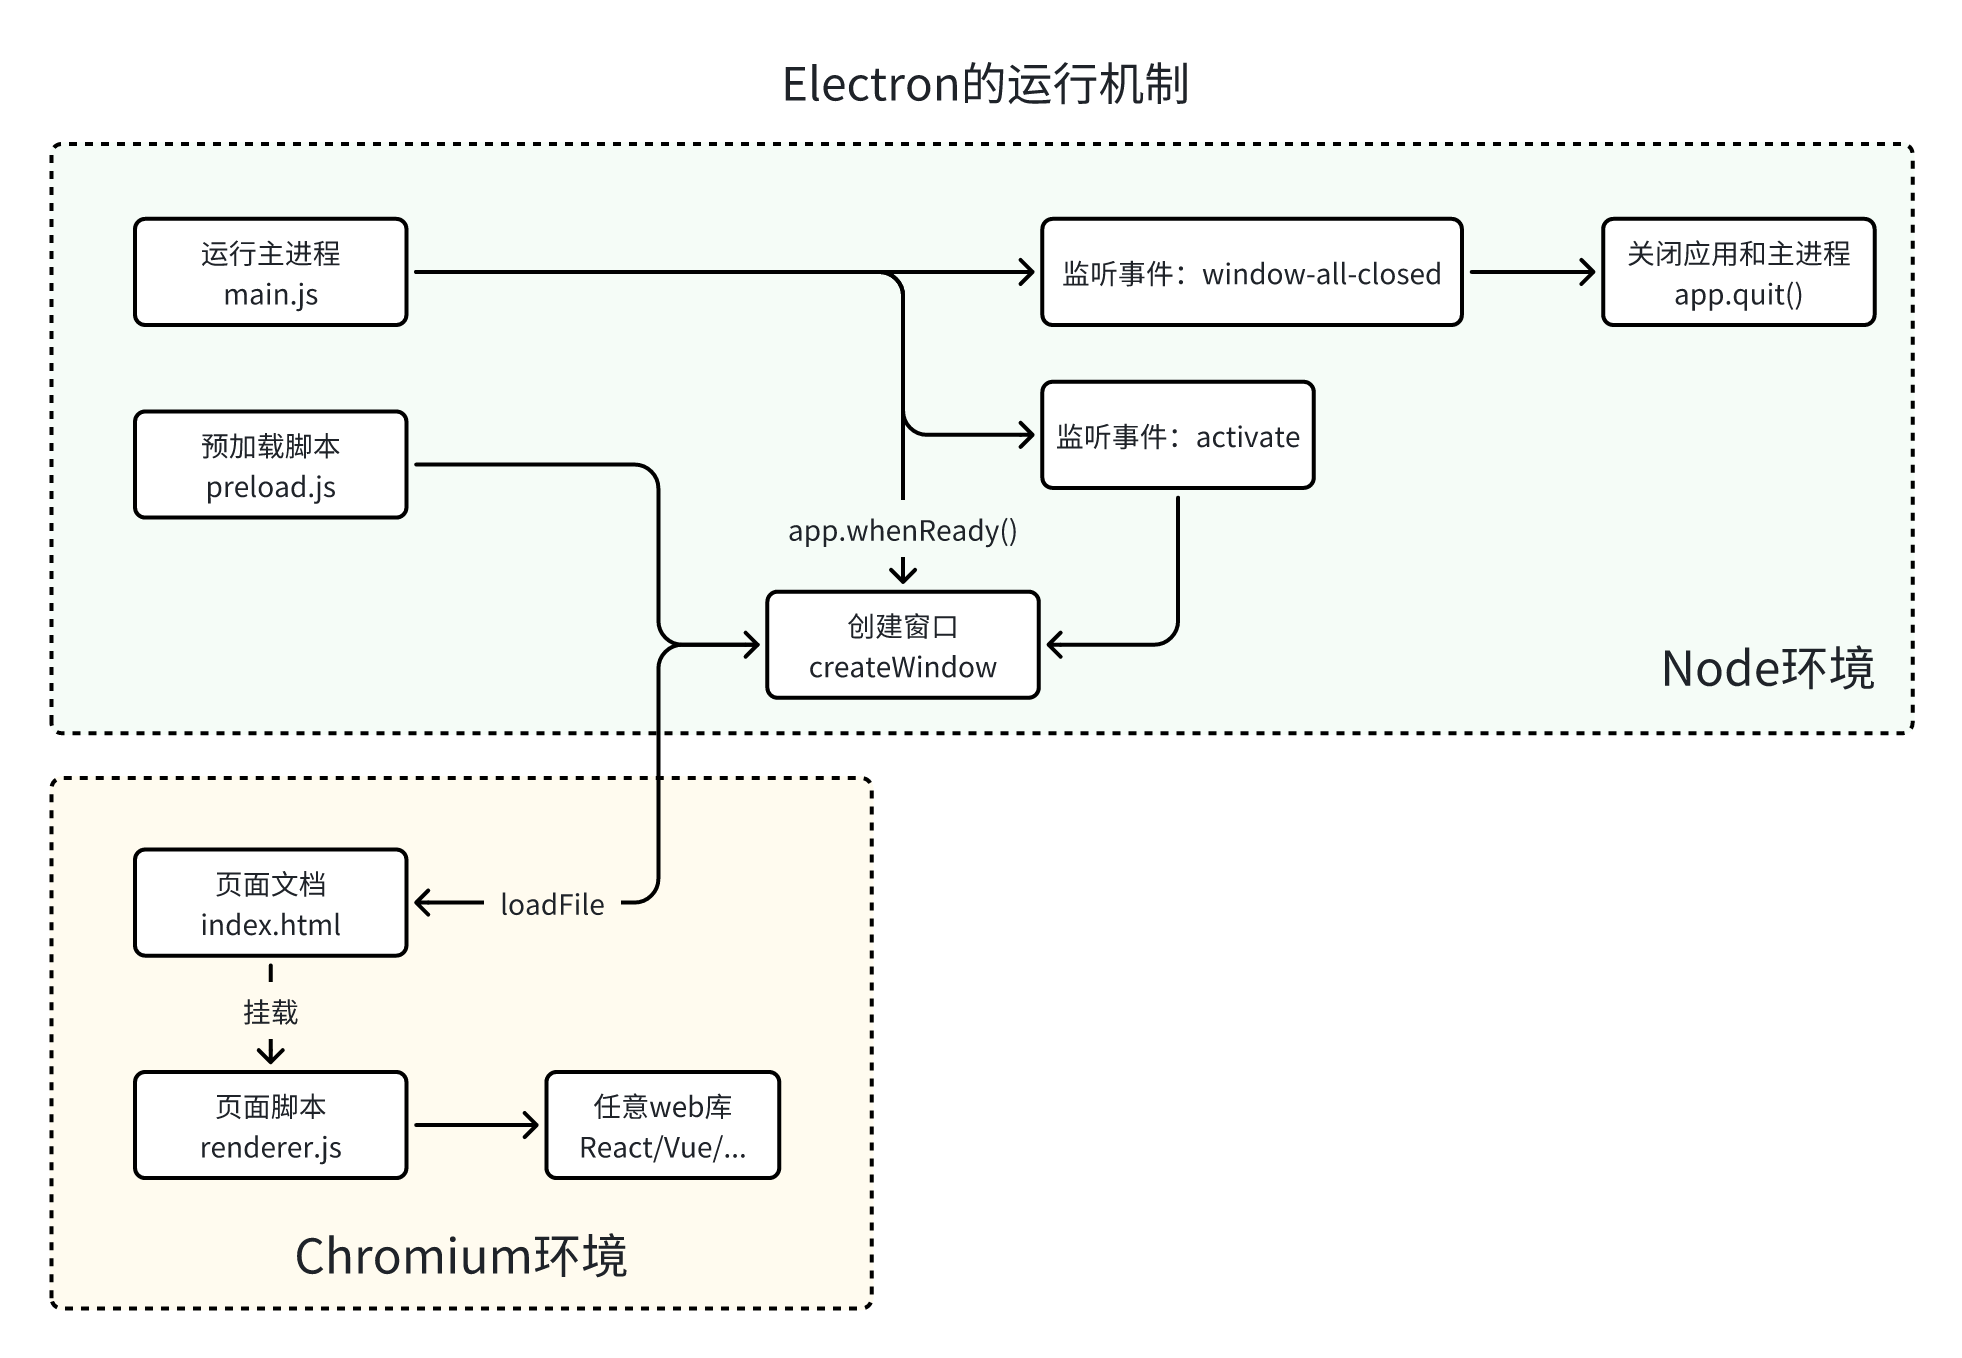 Electron的运行机制
运行主进程
main.js
监听事件：window-all-closed
关闭应用和主进程
app.quit()
预加载脚本
preload.js
监听事件：activate
app.whenReady()
创建窗口
createWindow
Node环境
页面文档
index.html
loadFile
挂载
页面脚本
renderer.js
任意web库
React/Vue/...
Chromium环境